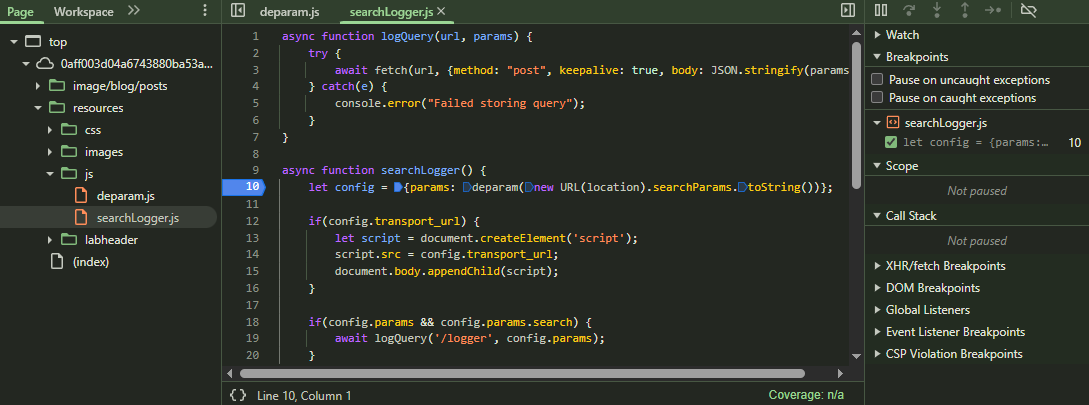 Page Workspace >>
top
0aff003d04a6743880ba53a...
image/blog/posts
resources
css
images
js
deparam.js
searchLogger.js
labheader
(index)
deparam.js searchLogger.js ×
1 async function logQuery(url, params) {
2 try {
3 await fetch(url, {method: "post", keepalive: true, body: JSON.stringify(params
4 } catch(e) {
5 console.error("Failed storing query");
6 }
7 }
8
9 async function searchLogger() {
10 let config = {params: deparam(new URL(location).searchParams.toString())};
11
12 if(config.transport_url) {
13 let script = document.createElement('script');
14 script.src = config.transport_url;
15 document.body.appendChild(script);
16 }
17
18 if(config.params && config.params.search) {
19 await logQuery('/logger', config.params);
20 }
{} Line 10, Column 1 Coverage: n/a
Watch
Breakpoints
Pause on uncaught exceptions
Pause on caught exceptions
searchLogger.js
let config = {params:... 10
Scope
Not paused
Call Stack
Not paused
XHR/fetch Breakpoints
DOM Breakpoints
Global Listeners
Event Listener Breakpoints
CSP Violation Breakpoints